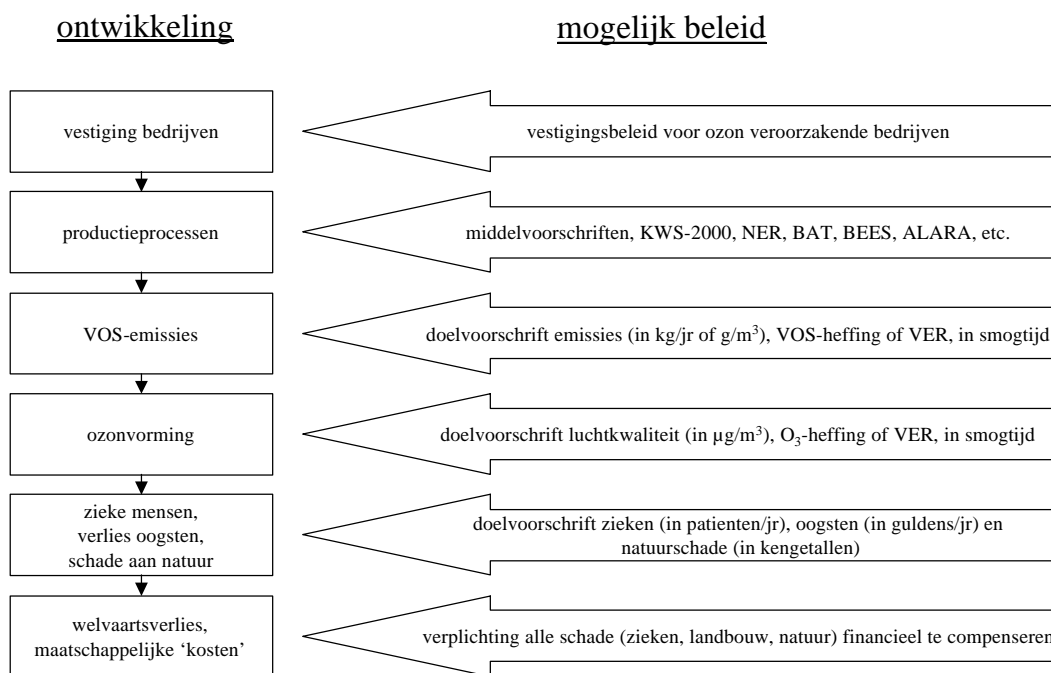 ontwikkeling
mogelijk beleid
vestiging bedrijven
vestigingsbeleid voor ozon veroorzakende bedrijven
productieprocessen
middelvoorschriften, KWS-2000, NER, BAT, BEES, ALARA, etc.
VOS-emissies
doelvoorschrift emissies (in kg/jr of g/m³), VOS-heffing of VER, in smogtijd
ozonvorming
doelvoorschrift luchtkwaliteit (in µg/m³), O₃-heffing of VER, in smogtijd
zieke mensen,
verlies oogsten,
schade aan natuur
doelvoorschrift zieken (in patienten/jr), oogsten (in guldens/jr) en
natuurschade (in kengetallen)
welvaartsverlies,
maatschappelijke ‘kosten’
verplichting alle schade (zieken, landbouw, natuur) financieel te compenseren